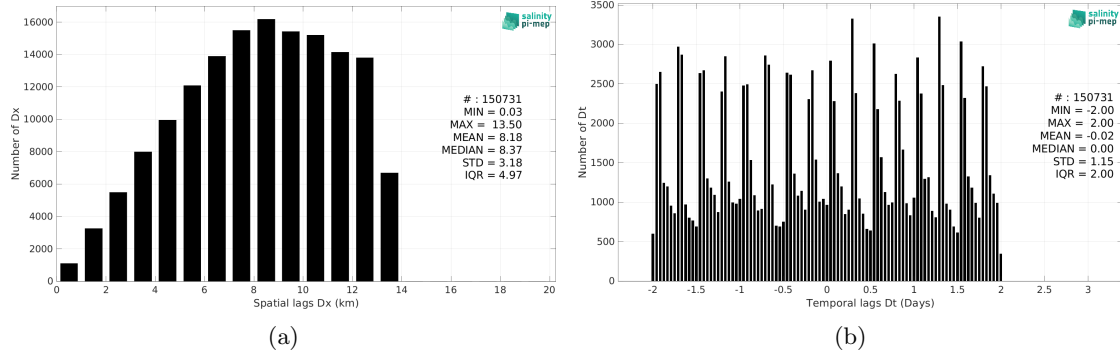 16000
14000
12000
10000
8000
6000
4000
2000
0
Number of Dx
0 2 4 6 8 10 12 14 16 18 20
Spatial lags Dx (km)
salinity
pi-mep
# : 150731
MIN = 0.03
MAX = 13.50
MEAN = 8.18
MEDIAN = 8.37
STD = 3.18
IQR = 4.97
(a)
3500
3000
2500
2000
1500
1000
500
0
Number of Dt
-2 -1.5 -1 -0.5 0 0.5 1 1.5 2 2.5 3
Temporal lags Dt (Days)
salinity
pi-mep
# : 150731
MIN = -2.00
MAX = 2.00
MEAN = -0.02
MEDIAN = 0.00
STD = 1.15
IQR = 2.00
(b)